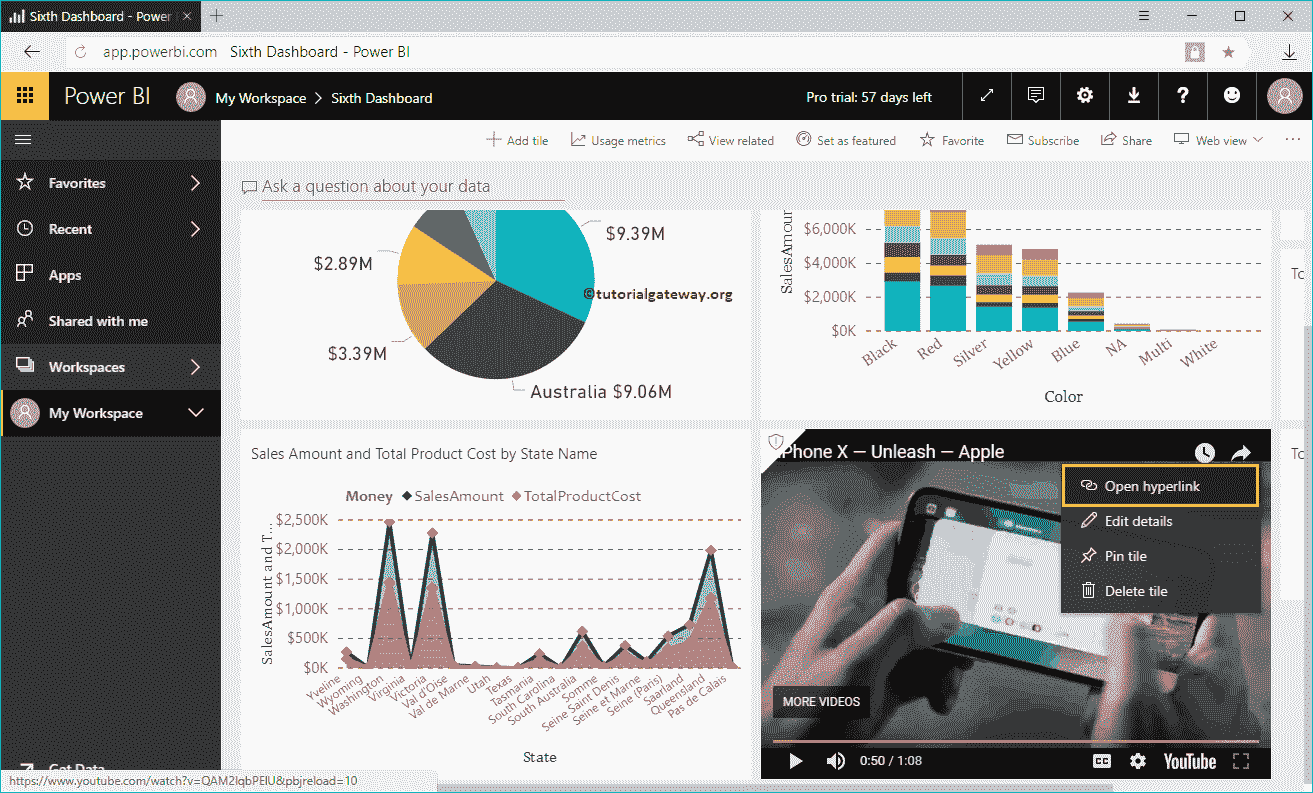 Sixth Dashboard - Power
app.powerbi.com Sixth Dashboard - Power BI
Power BI My Workspace > Sixth Dashboard Pro trial: 57 days left
Add tile Usage metrics View related Set as featured Favorite Subscribe Share Web view
Favorites
Recent
Apps
Shared with me
Workspaces
My Workspace
Get Data
Ask a question about your data
$9.39M
$2.89M
©tutorialgateway.org
$3.39M
Australia $9.06M
SalesAmour
$6,000K
$4,000K
$2,000K
$0K
Black
Red
Silver
Yellow
Blue
NA
Multi
White
Color
To
Sales Amount and Total Product Cost by State Name
Money SalesAmount TotalProductCost
SalesAmount and T...
$2,500K
$2,000K
$1,500K
$1,000K
$500K
$0K
Yveline
Wyoming
Washington
Virginia
Victoria
Val d'Oise
Val de Marne
Utah
Texas
Tasmania
South Carolina
South Australia
Somme
Seine Saint Denis
Seine et Marne
Seine (Paris)
Saarland
Queensland
Pas de Calais
State
iPhone X — Unleash — Apple
Open hyperlink
Edit details
Pin tile
Delete tile
MORE VIDEOS
0:50 / 1:08
CC
YouTube
To
https://www.youtube.com/watch?v=QAM2lqbPEIU&pbjreload=10